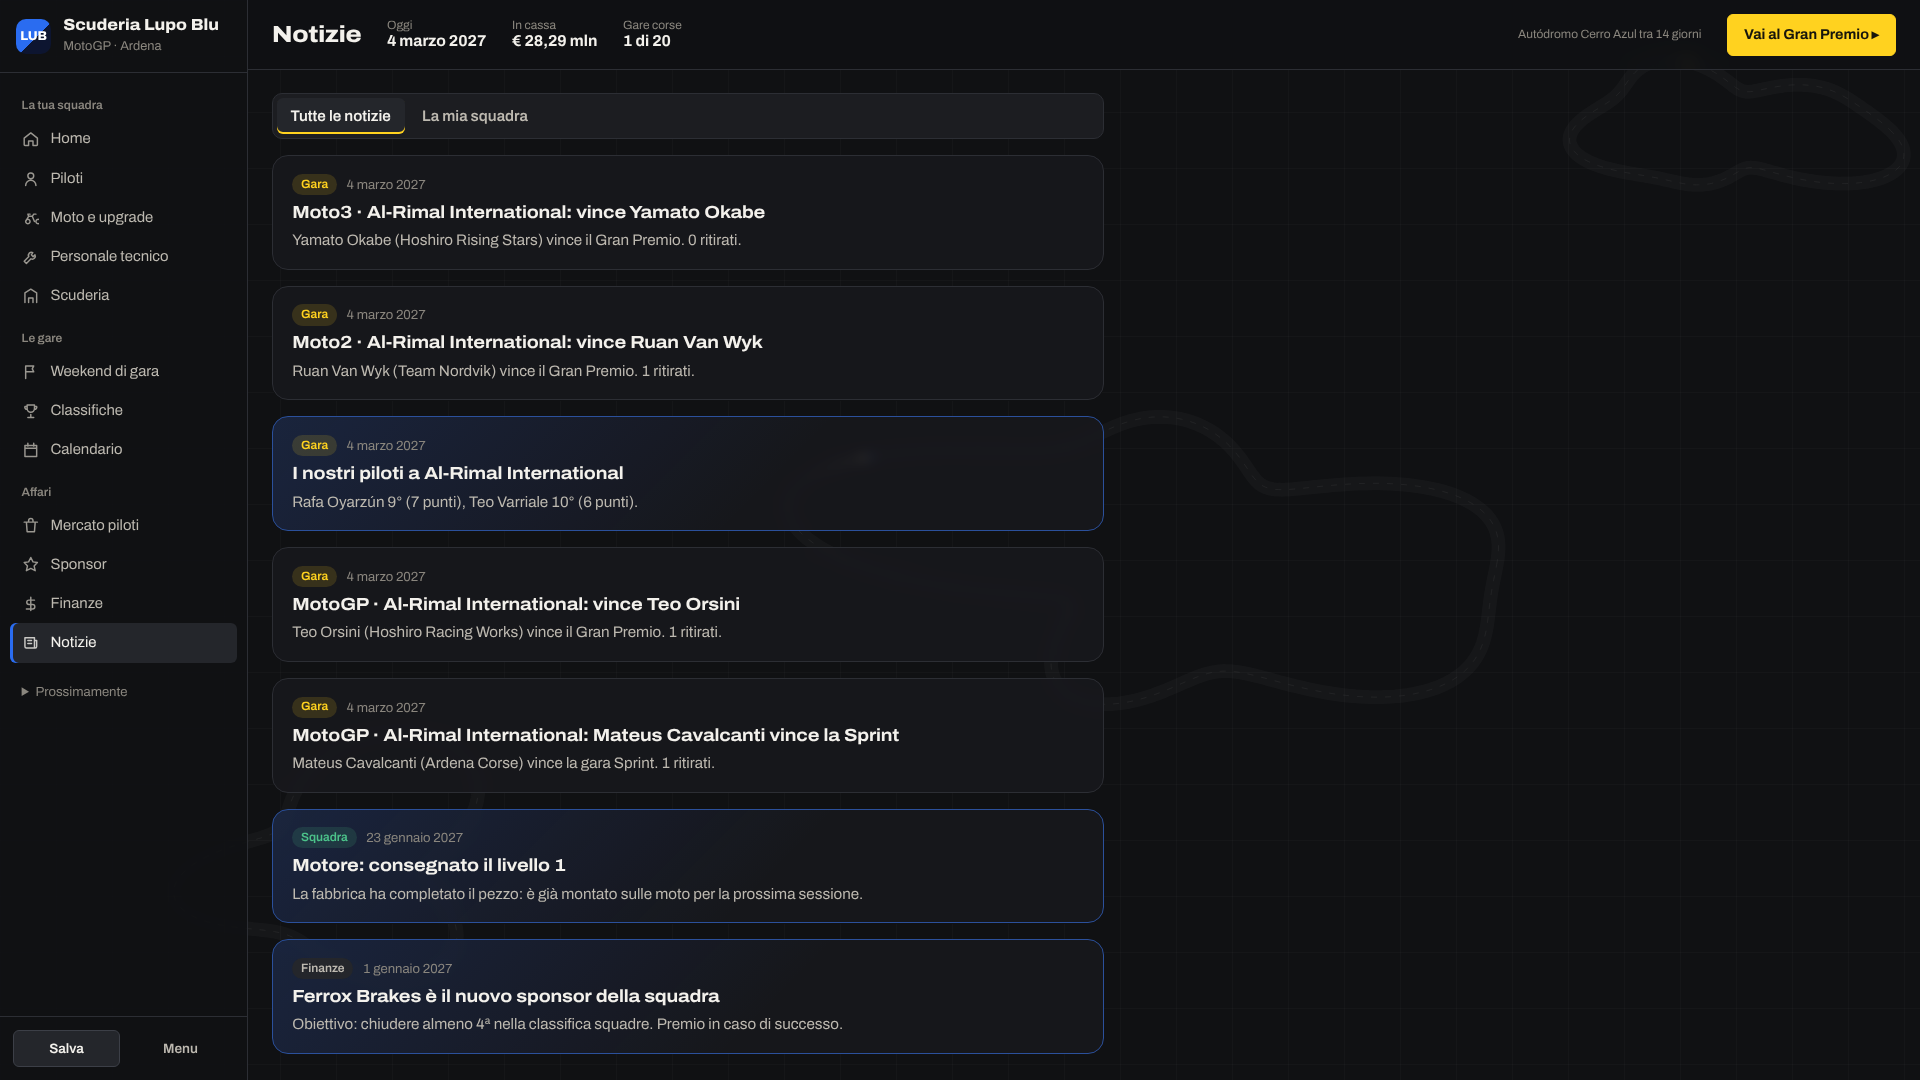 LUB
Scuderia Lupo Blu
MotoGP · Ardena
La tua squadra
Home
Piloti
Moto e upgrade
Personale tecnico
Scuderia
Le gare
Weekend di gara
Classifiche
Calendario
Affari
Mercato piloti
Sponsor
Finanze
Notizie
Prossimamente
Salva
Menu
Notizie
Oggi
4 marzo 2027
In cassa
€ 28,29 mln
Gare corse
1 di 20
Autódromo Cerro Azul tra 14 giorni
Vai al Gran Premio ▸
Tutte le notizie
La mia squadra
Gara 4 marzo 2027
Moto3 · Al-Rimal International: vince Yamato Okabe
Yamato Okabe (Hoshiro Rising Stars) vince il Gran Premio. 0 ritirati.
Gara 4 marzo 2027
Moto2 · Al-Rimal International: vince Ruan Van Wyk
Ruan Van Wyk (Team Nordvik) vince il Gran Premio. 1 ritirati.
Gara 4 marzo 2027
I nostri piloti a Al-Rimal International
Rafa Oyarzún 9° (7 punti), Teo Varriale 10° (6 punti).
Gara 4 marzo 2027
MotoGP · Al-Rimal International: vince Teo Orsini
Teo Orsini (Hoshiro Racing Works) vince il Gran Premio. 1 ritirati.
Gara 4 marzo 2027
MotoGP · Al-Rimal International: Mateus Cavalcanti vince la Sprint
Mateus Cavalcanti (Ardena Corse) vince la gara Sprint. 1 ritirati.
Squadra 23 gennaio 2027
Motore: consegnato il livello 1
La fabbrica ha completato il pezzo: è già montato sulle moto per la prossima sessione.
Finanze 1 gennaio 2027
Ferrox Brakes è il nuovo sponsor della squadra
Obiettivo: chiudere almeno 4ª nella classifica squadre. Premio in caso di successo.